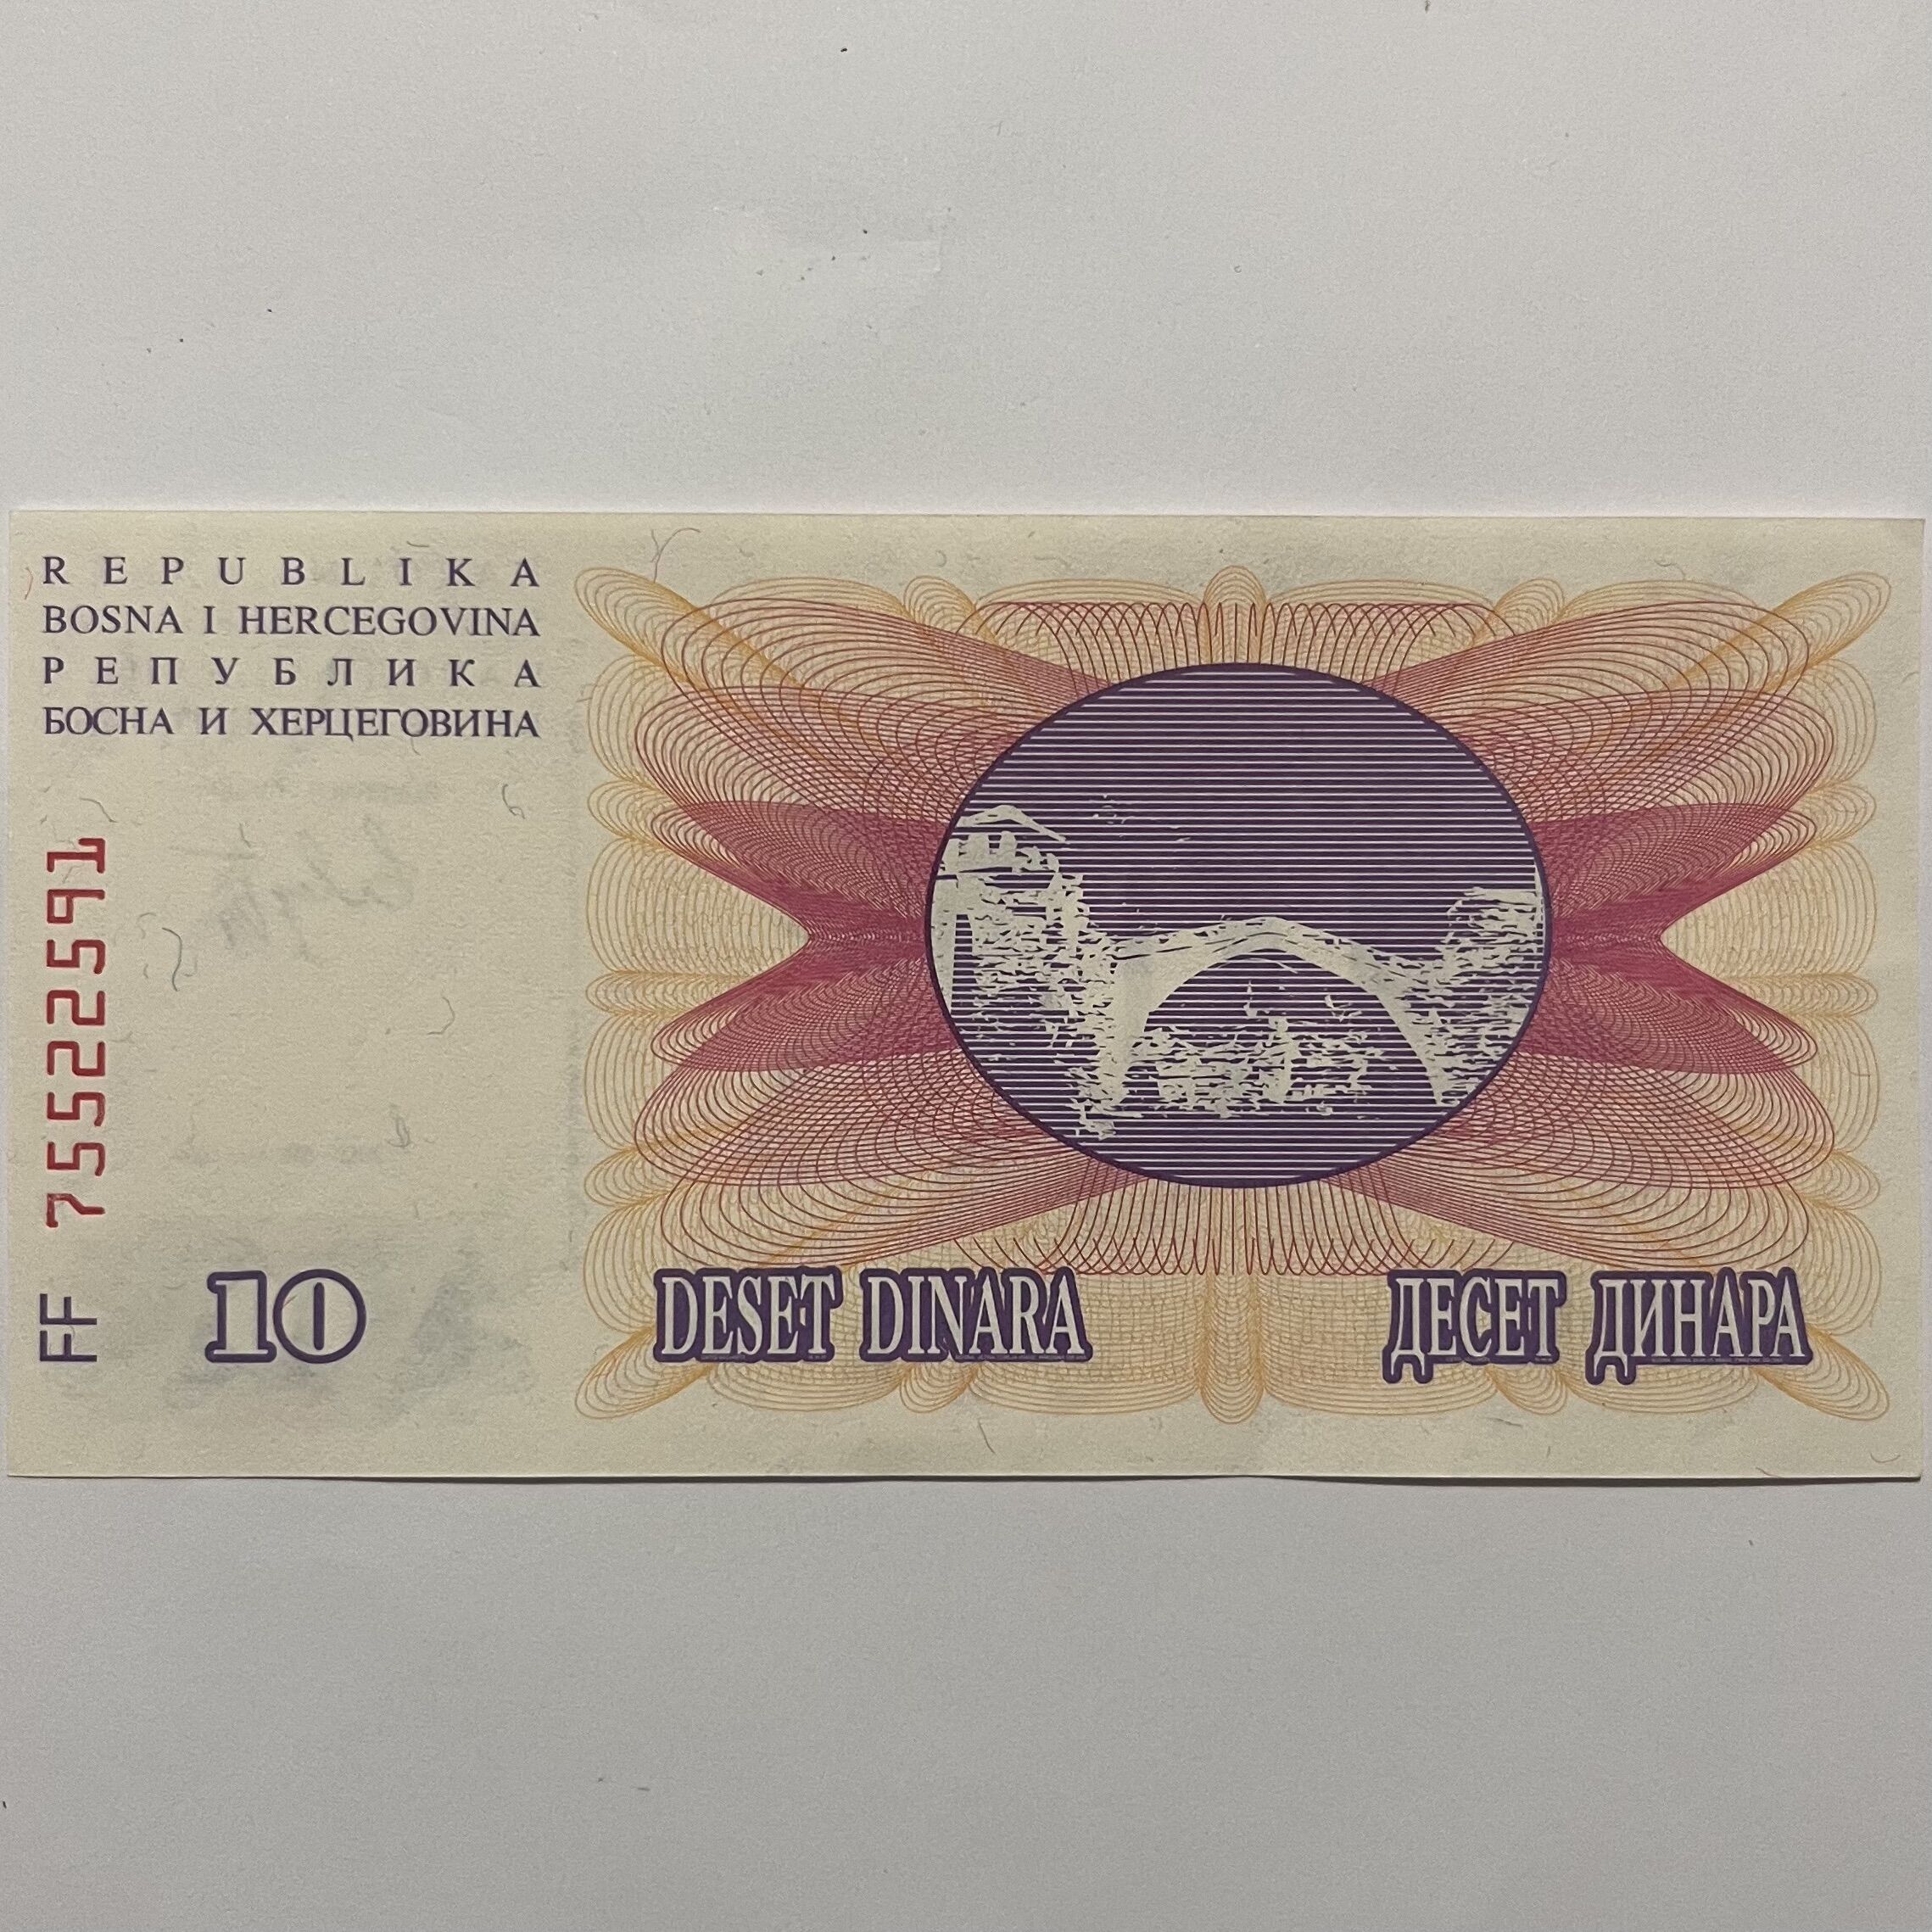 REPUBLIKA
BOSNA I HERCEGOVINA
РЕПУБЛИКА
БОСНА И ХЕРЦЕГОВИНА
FF 75522591
10
DESET DINARA
ДЕСЕТ ДИНАРА